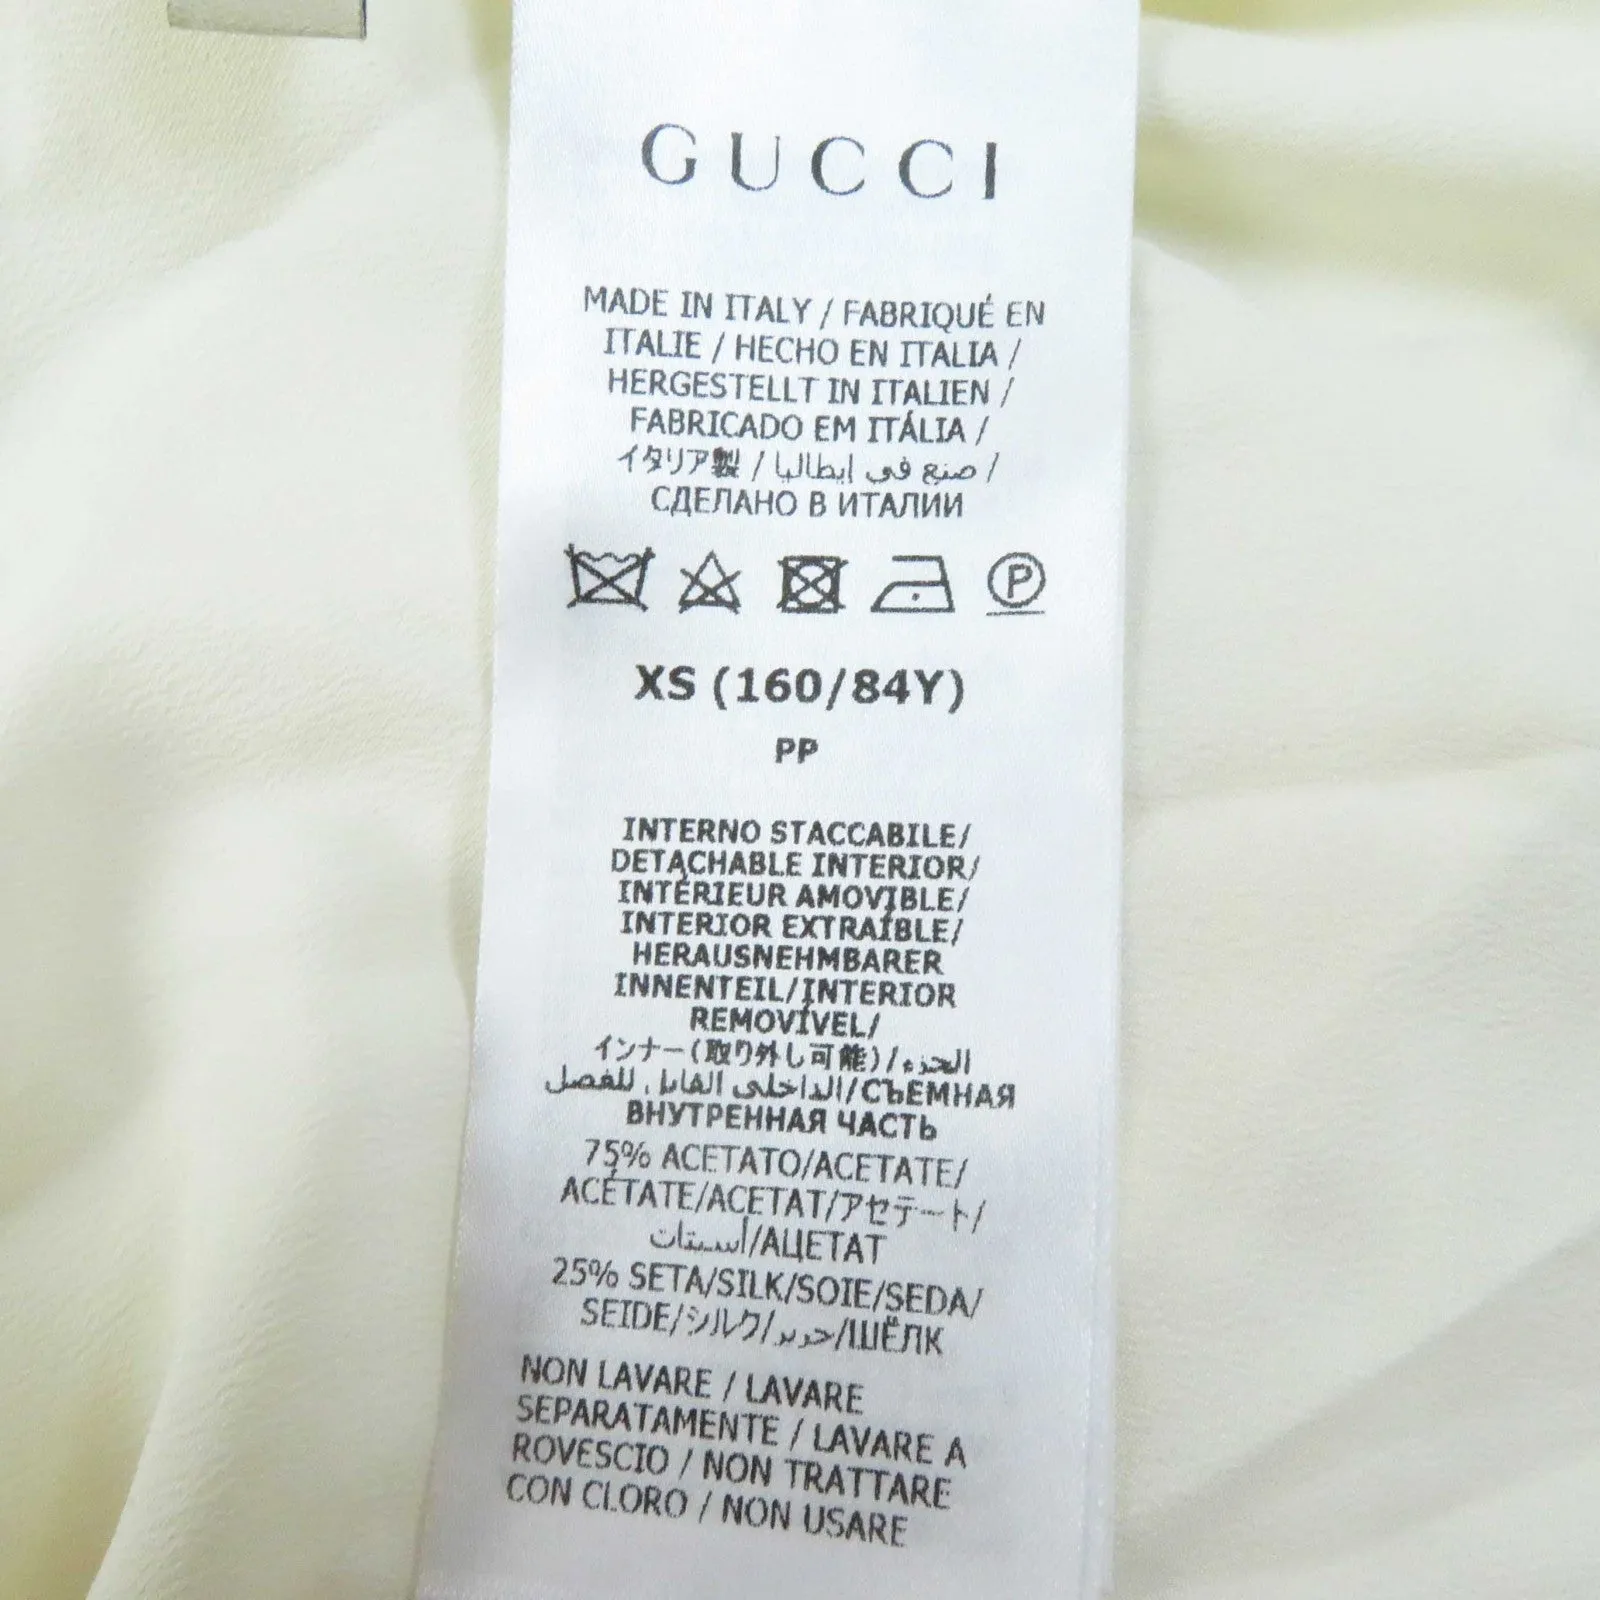 GUCCI
MADE IN ITALY / FABRIQUÉ EN
ITALIE / HECHO EN ITALIA /
HERGESTELLT IN ITALIEN /
FABRICADO EM ITÁLIA /
イタリア製 / صنع في إيطاليا /
СДЕЛАНО В ИТАЛИИ
P
XS (160/84Y)
PP
INTERNO STACCABILE/
DETACHABLE INTERIOR/
INTÉRIEUR AMOVIBLE/
INTERIOR EXTRAÍBLE/
HERAUSNEHMBARER
INNENTEIL/INTERIOR
REMOVÍVEL/
インナー(取り外し可能)/الجزء
الداخلي القابل للفصل/СЪЕМНАЯ
ВНУТРЕННАЯ ЧАСТЬ
75% ACETATO/ACETATE/
ACÉTATE/ACETAT/アセテート/
أسيتات/АЦЕТАТ
25% SETA/SILK/SOIE/SEDA/
SEIDE/シルク/حرير/ШЁЛК
NON LAVARE / LAVARE
SEPARATAMENTE / LAVARE A
ROVESCIO / NON TRATTARE
CON CLORO / NON USARE